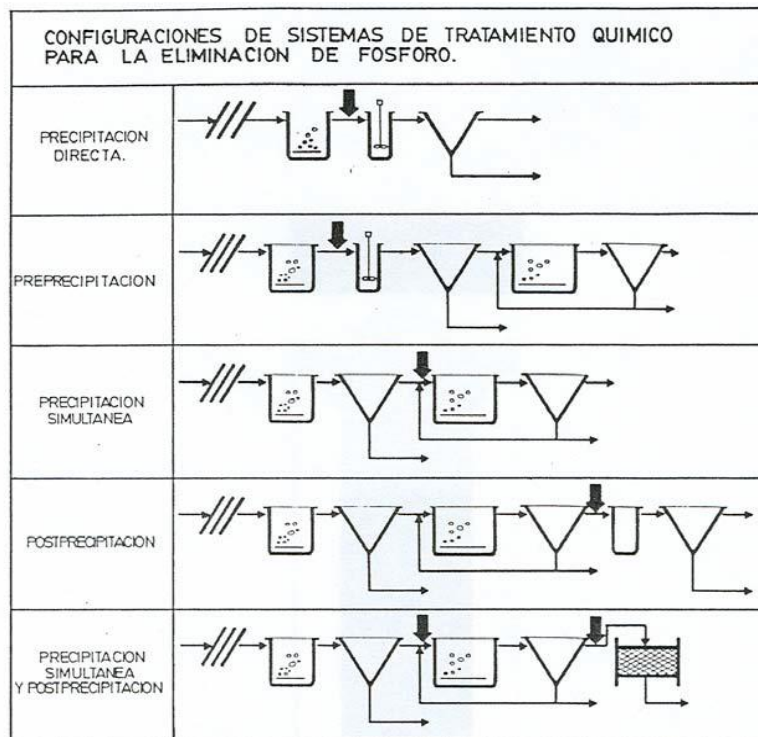 CONFIGURACIONES DE SISTEMAS DE TRATAMIENTO QUIMICO
PARA LA ELIMINACION DE FOSFORO.
PRECIPITACION
DIRECTA.
PREPRECIPITACION
PRECIPITACION
SIMULTANEA
POSTPRECIPITACION
PRECIPITACION
SIMULTANEA
Y POSTPRECIPITACION